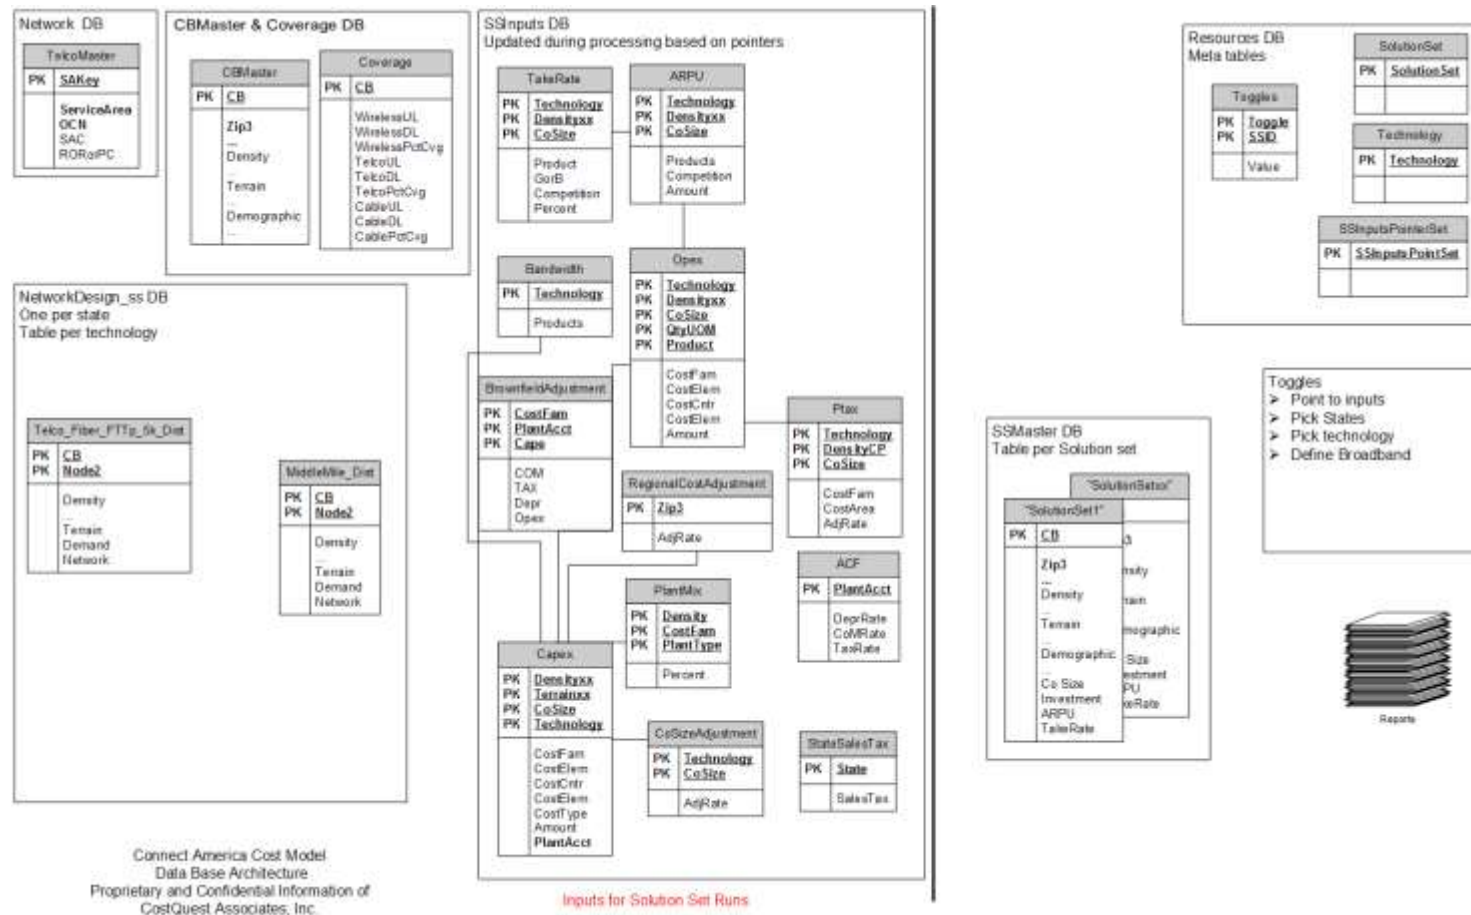 Network DB
TelcoMaster
PK SAKey
ServiceArea
OCN
SAC
RORorPC
CBMaster & Coverage DB
CBMaster
PK CB
Zip3
...
Density
...
Terrain
...
Demographic
...
Coverage
PK CB
WirelessUL
WirelessDL
WirelessPctCvg
TelcoUL
TelcoDL
TelcoPctCvg
CableUL
CableDL
CablePctCvg
NetworkDesign_ss DB
One per state
Table per technology
Telco_Fiber_FTTp_5k_Dist
PK CB
PK Node2
Density
...
Terrain
Demand
Network
MiddleMile_Dist
PK CB
PK Node2
Density
...
Terrain
Demand
Network
SSInputs DB
Updated during processing based on pointers
TakeRate
PK Technology
PK Densityxx
PK CoSize
Product
GorB
Competition
Percent
ARPU
PK Technology
PK Densityxx
PK CoSize
Products
Competition
Amount
Bandwidth
PK Technology
Products
Opex
PK Technology
PK Densityxx
PK CoSize
PK QtyUOM
PK Product
CostFam
CostElem
CostCntr
CostElem
Amount
BrownfieldAdjustment
PK CostFam
PK PlantAcct
PK Cape
COM
TAX
Depr
Opex
Ptax
PK Technology
PK DensityCP
PK CoSize
CostFam
CostArea
AdjRate
RegionalCostAdjustment
PK Zip3
AdjRate
ACF
PK PlantAcct
DeprRate
CoMRate
TaxRate
PlantMix
PK Density
PK CostFam
PK PlantType
Percent
Capex
PK Densityxx
PK Terrainxx
PK CoSize
PK Technology
CostFam
CostElem
CostCntr
CostElem
CostType
Amount
PlantAcct
CoSizeAdjustment
PK Technology
PK CoSize
AdjRate
StateSalesTax
PK State
SalesTax
Inputs for Solution Set Runs
Connect America Cost Model
Data Base Architecture
Proprietary and Confidential Information of
CostQuest Associates, Inc.
Resources DB
Meta tables
Toggles
PK Toggle
PK SSID
Value
SolutionSet
PK SolutionSet
Technology
PK Technology
SSInputsPointerSet
PK SSInputsPointSet
Toggles
➢ Point to inputs
➢ Pick States
➢ Pick technology
➢ Define Broadband
SSMaster DB
Table per Solution set
"SolutionSetxx"
"SolutionSet1"
PK CB
Zip3
...
Density
...
Terrain
...
Demographic
...
Co Size
Investment
ARPU
TakeRate
Reports